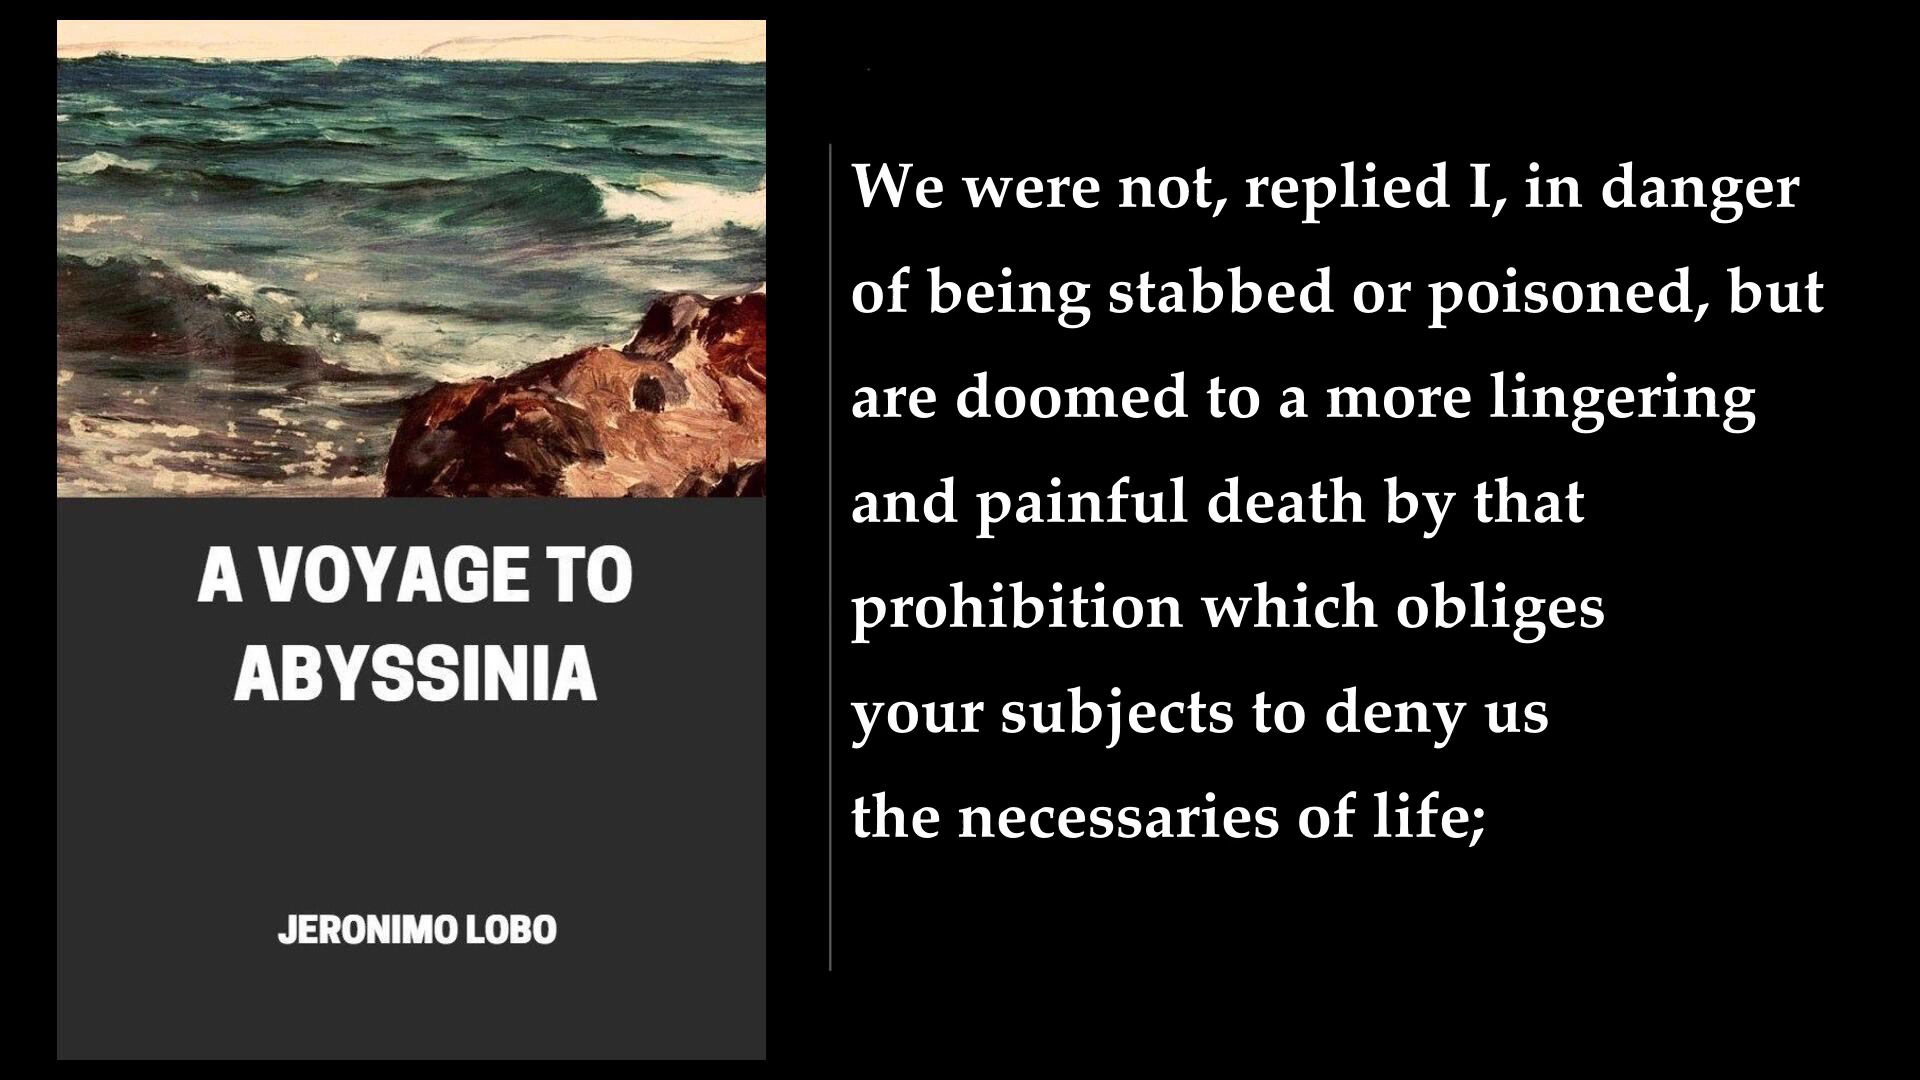 A VOYAGE TO
ABYSSINIA
JERONIMO LOBO
We were not, replied I, in danger
of being stabbed or poisoned, but
are doomed to a more lingering
and painful death by that
prohibition which obliges
your subjects to deny us
the necessaries of life;